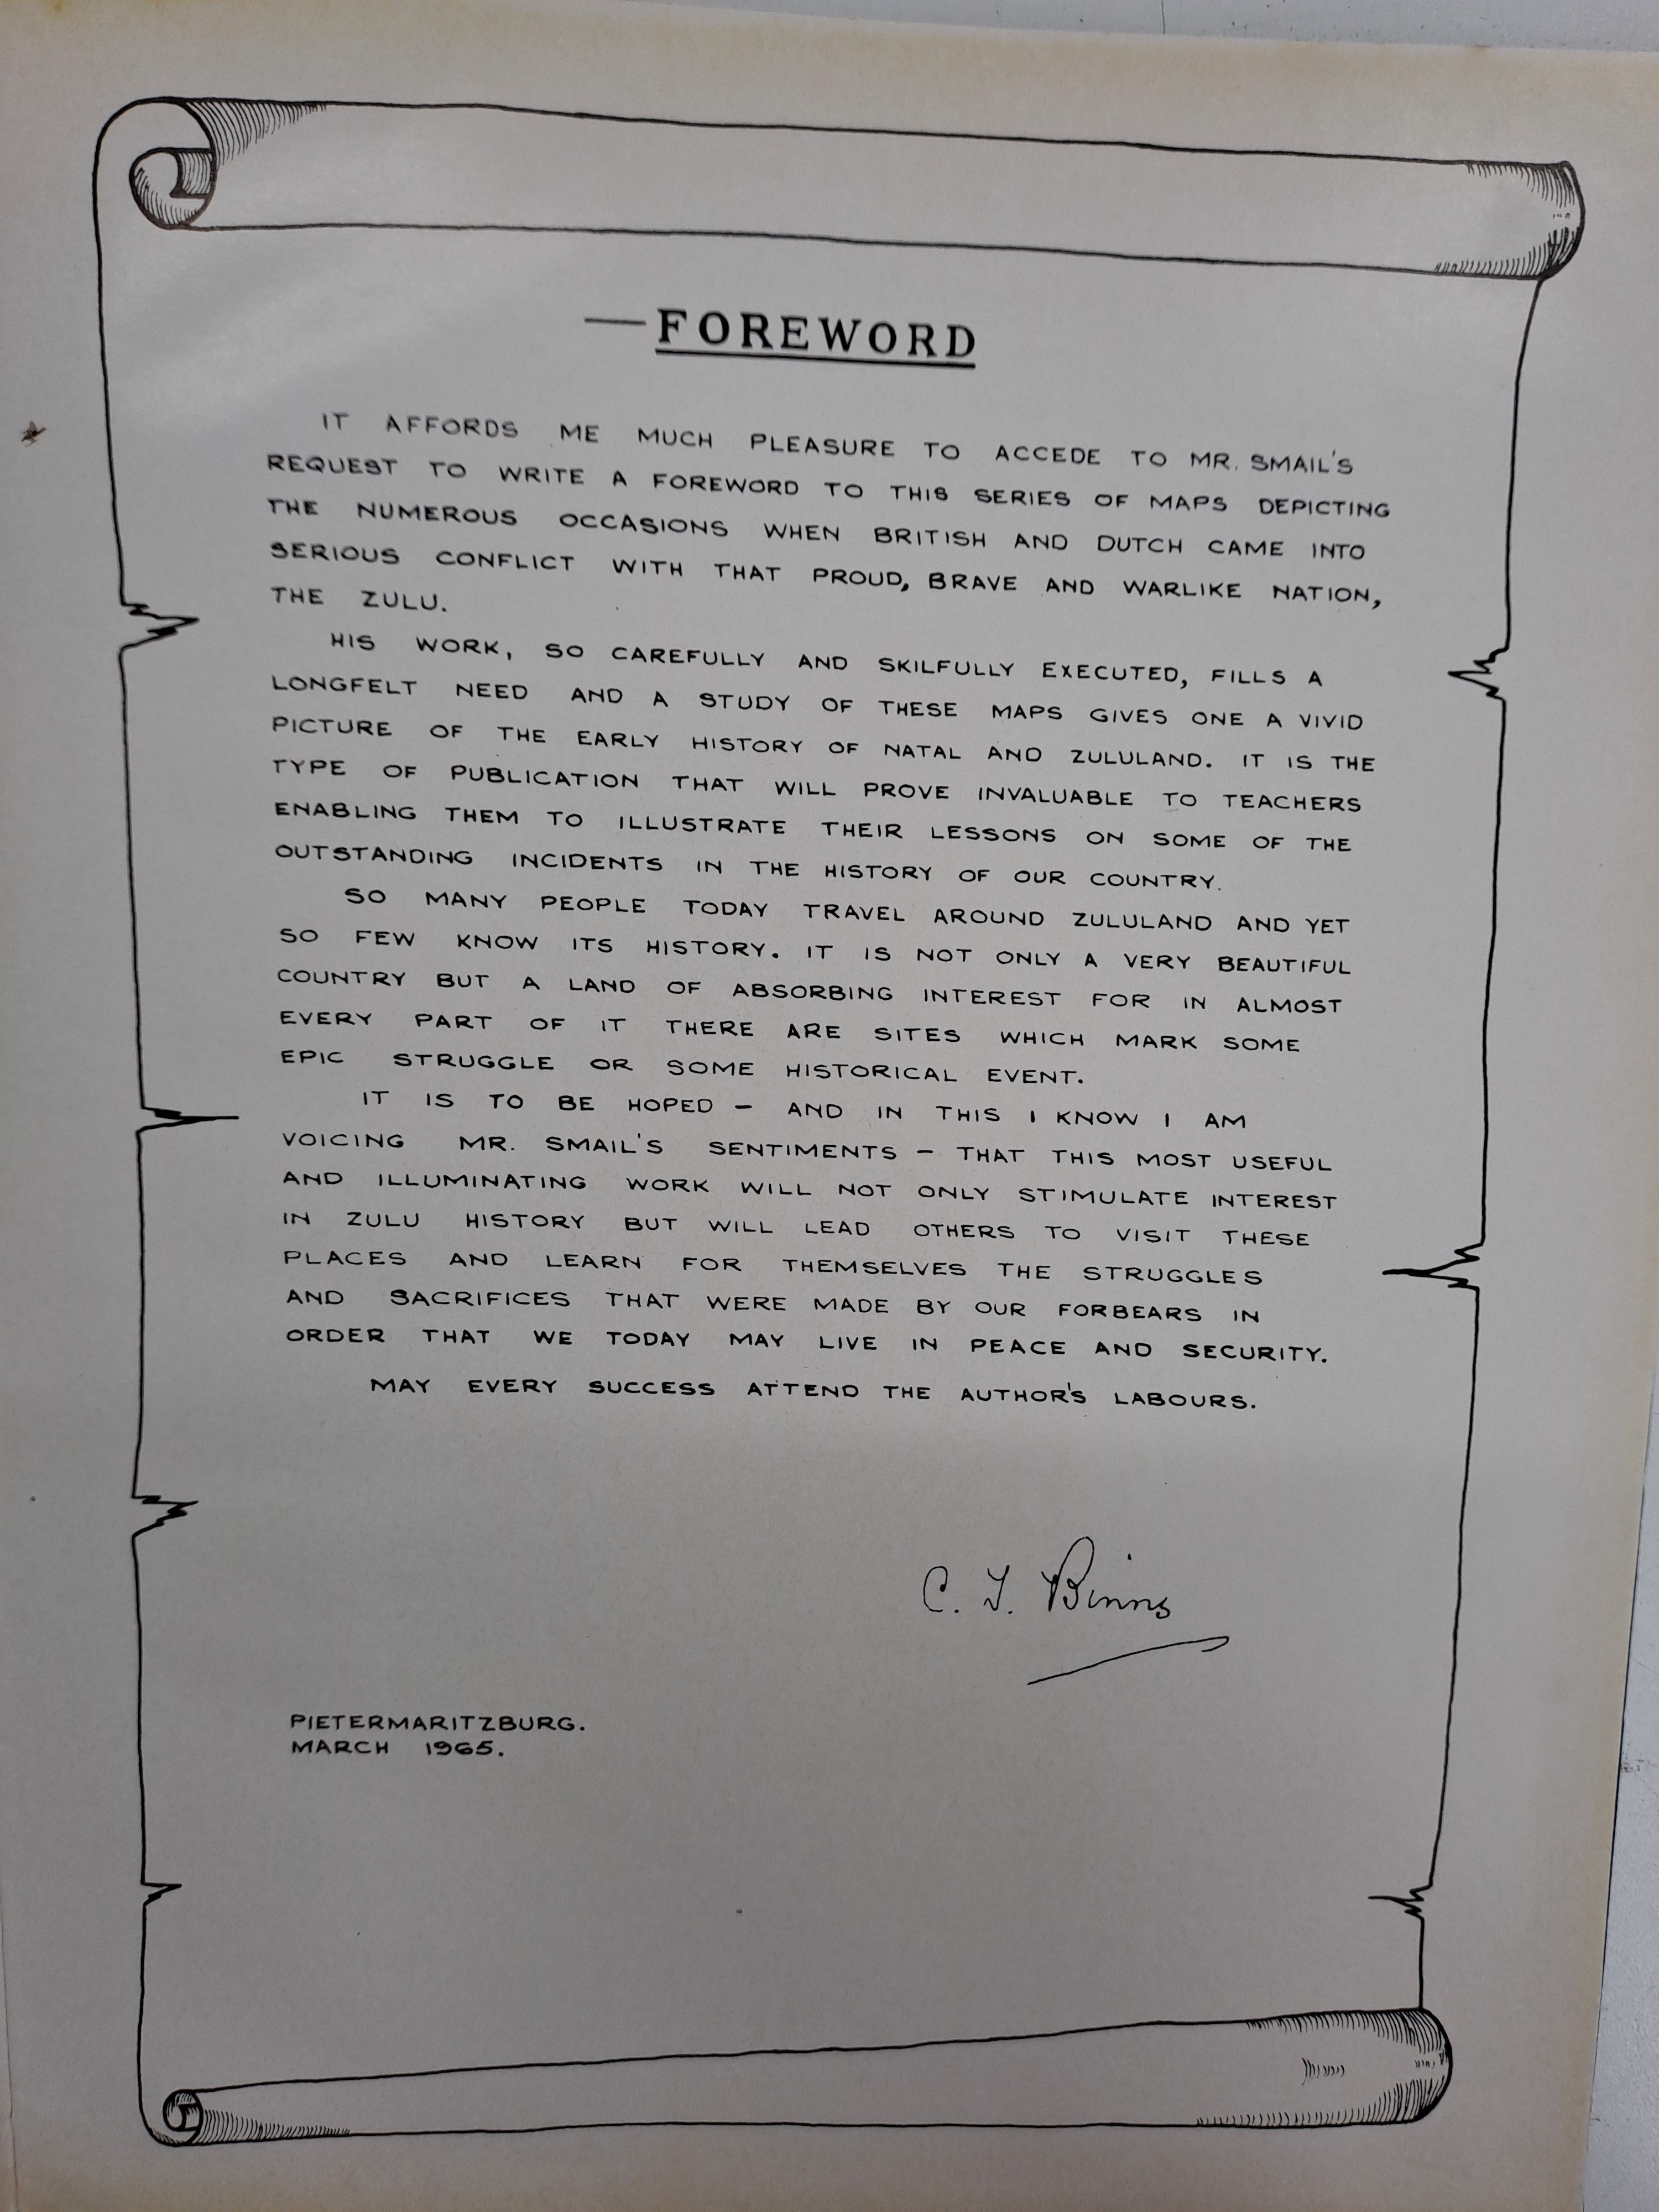 —FOREWORD
IT AFFORDS ME MUCH PLEASURE TO ACCEDE TO MR. SMAIL'S
REQUEST TO WRITE A FOREWORD TO THIS SERIES OF MAPS DEPICTING
THE NUMEROUS OCCASIONS WHEN BRITISH AND DUTCH CAME INTO
SERIOUS CONFLICT WITH THAT PROUD, BRAVE AND WARLIKE NATION,
THE ZULU.
HIS WORK, SO CAREFULLY AND SKILFULLY EXECUTED, FILLS A
LONGFELT NEED AND A STUDY OF THESE MAPS GIVES ONE A VIVID
PICTURE OF THE EARLY HISTORY OF NATAL AND ZULULAND. IT IS THE
TYPE OF PUBLICATION THAT WILL PROVE INVALUABLE TO TEACHERS
ENABLING THEM TO ILLUSTRATE THEIR LESSONS ON SOME OF THE
OUTSTANDING INCIDENTS IN THE HISTORY OF OUR COUNTRY.
SO MANY PEOPLE TODAY TRAVEL AROUND ZULULAND AND YET
SO FEW KNOW ITS HISTORY. IT IS NOT ONLY A VERY BEAUTIFUL
COUNTRY BUT A LAND OF ABSORBING INTEREST FOR IN ALMOST
EVERY PART OF IT THERE ARE SITES WHICH MARK SOME
EPIC STRUGGLE OR SOME HISTORICAL EVENT.
IT IS TO BE HOPED – AND IN THIS I KNOW I AM
VOICING MR. SMAIL'S SENTIMENTS – THAT THIS MOST USEFUL
AND ILLUMINATING WORK WILL NOT ONLY STIMULATE INTEREST
IN ZULU HISTORY BUT WILL LEAD OTHERS TO VISIT THESE
PLACES AND LEARN FOR THEMSELVES THE STRUGGLES
AND SACRIFICES THAT WERE MADE BY OUR FORBEARS IN
ORDER THAT WE TODAY MAY LIVE IN PEACE AND SECURITY.
MAY EVERY SUCCESS ATTEND THE AUTHOR'S LABOURS.
C. T. Binns
PIETERMARITZBURG.
MARCH 1965.